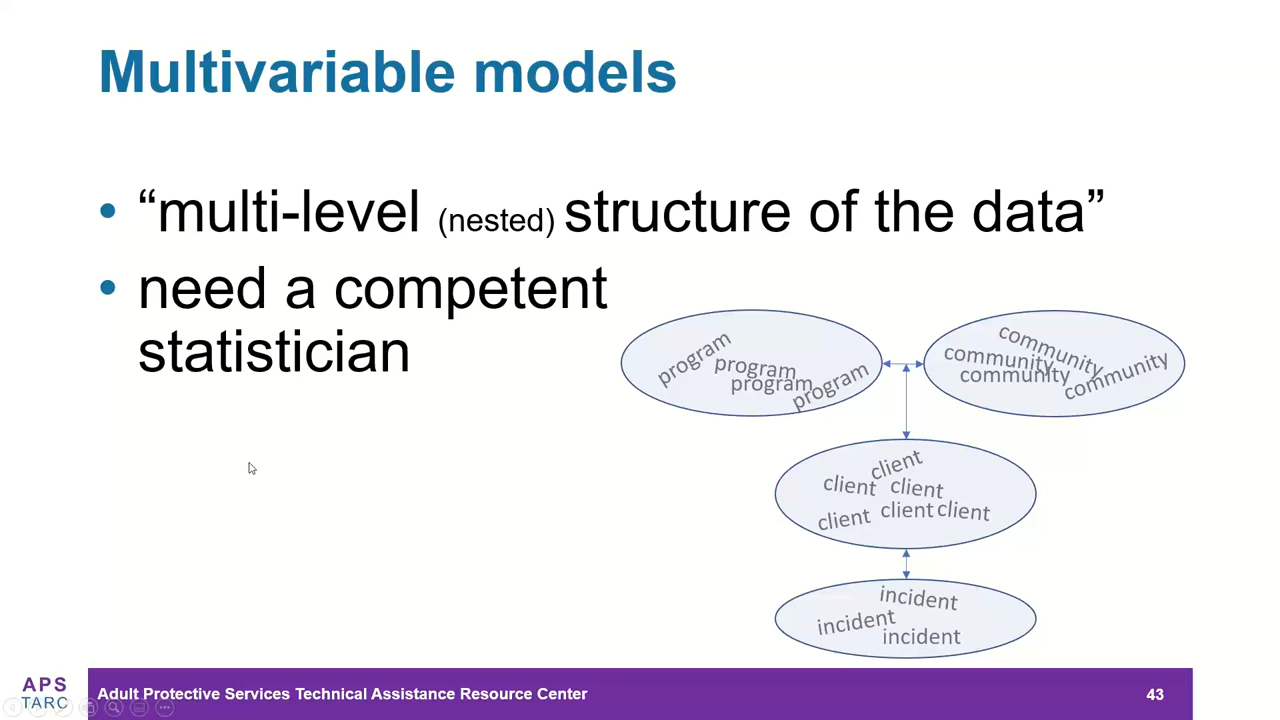 Multivariable models
• “multi-level (nested) structure of the data”
• need a competent
statistician
program
program
program
program
community
community
community
community
client
client
client
client
client
client
incident
incident
incident
APS
TARC
Adult Protective Services Technical Assistance Resource Center
43